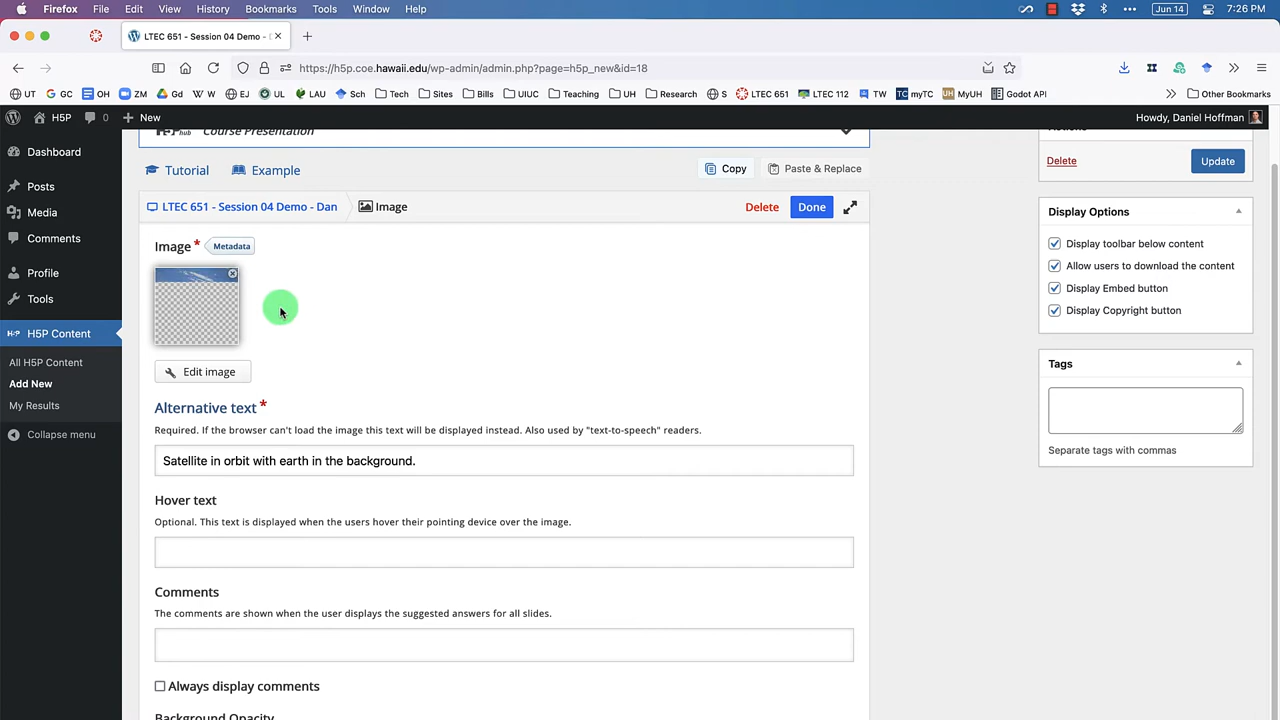 Firefox File Edit View History Bookmarks Tools Window Help Jun 14 7:26 PM
LTEC 651 - Session 04 Demo -
https://h5p.coe.hawaii.edu/wp-admin/admin.php?page=h5p_new&id=18
UT GC OH ZM Gd W EJ UL LAU Sch Tech Sites Bills UIUC Teaching UH Research S LTEC 651 LTEC 112 TW myTC MyUH Godot API Other Bookmarks
H5P 0 New Howdy, Daniel Hoffman
Dashboard
Posts
Media
Comments
Profile
Tools
H5P Content
All H5P Content
Add New
My Results
Collapse menu
Course Presentation
Tutorial Example Copy Paste & Replace
LTEC 651 - Session 04 Demo - Dan Image Delete Done
Image * Metadata
Edit image
Alternative text *
Required. If the browser can't load the image this text will be displayed instead. Also used by "text-to-speech" readers.
Satellite in orbit with earth in the background.
Hover text
Optional. This text is displayed when the users hover their pointing device over the image.
Comments
The comments are shown when the user displays the suggested answers for all slides.
Always display comments
Background Opacity
Delete Update
Display Options
Display toolbar below content
Allow users to download the content
Display Embed button
Display Copyright button
Tags
Separate tags with commas